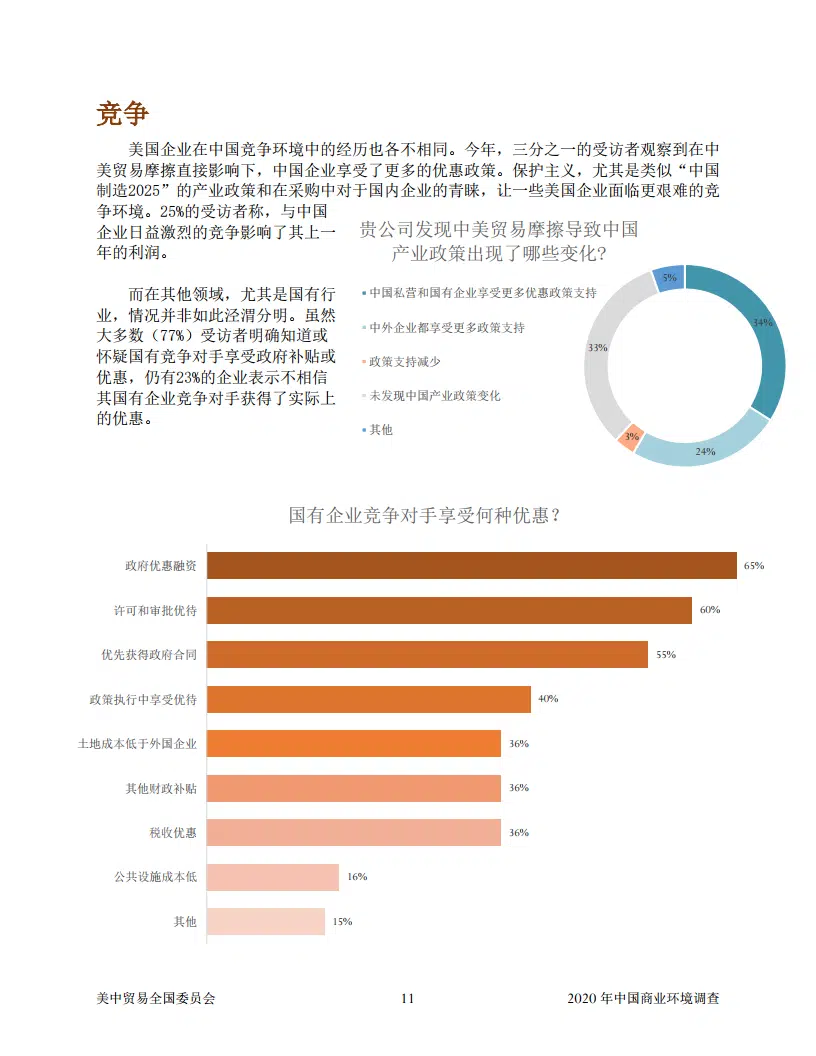 竞争
美国企业在中国竞争环境中的经历也各不相同。今年，三分之一的受访者观察到在中
美贸易摩擦直接影响下，中国企业享受了更多的优惠政策。保护主义，尤其是类似“中国
制造2025”的产业政策和在采购中对于国内企业的青睐，让一些美国企业面临更艰难的竞
争环境。25%的受访者称，与中国
企业日益激烈的竞争影响了其上一
年的利润。
而在其他领域，尤其是国有行
业，情况并非如此泾渭分明。虽然
大多数（77%）受访者明确知道或
怀疑国有竞争对手享受政府补贴或
优惠，仍有23%的企业表示不相信
其国有企业竞争对手获得了实际上
的优惠。
贵公司发现中美贸易摩擦导致中国
产业政策出现了哪些变化?
中国私营和国有企业享受更多优惠政策支持
中外企业都享受更多政策支持
政策支持减少
未发现中国产业政策变化
其他
5%
34%
33%
3%
24%
国有企业竞争对手享受何种优惠？
政府优惠融资 65%
许可和审批优待 60%
优先获得政府合同 55%
政策执行中享受优待 40%
土地成本低于外国企业 36%
其他财政补贴 36%
税收优惠 36%
公共设施成本低 16%
其他 15%
美中贸易全国委员会 11 2020 年中国商业环境调查